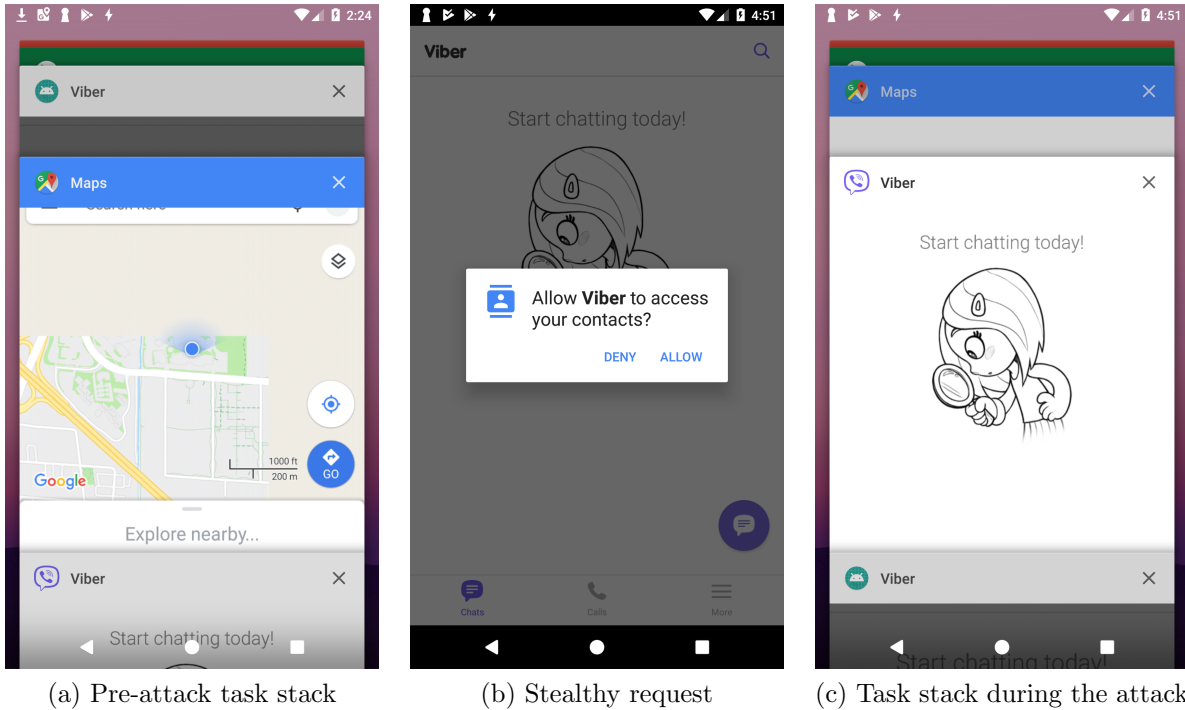 2:24
Viber
Maps
Search here
1000 ft
200 m
GO
Google
Explore nearby...
Viber
Start chatting today!
(a) Pre-attack task stack
4:51
Viber
Start chatting today!
Allow Viber to access
your contacts?
DENY ALLOW
Chats Calls More
(b) Stealthy request
4:51
Maps
Viber
Start chatting today!
Viber
Start chatting today!
(c) Task stack during the attack